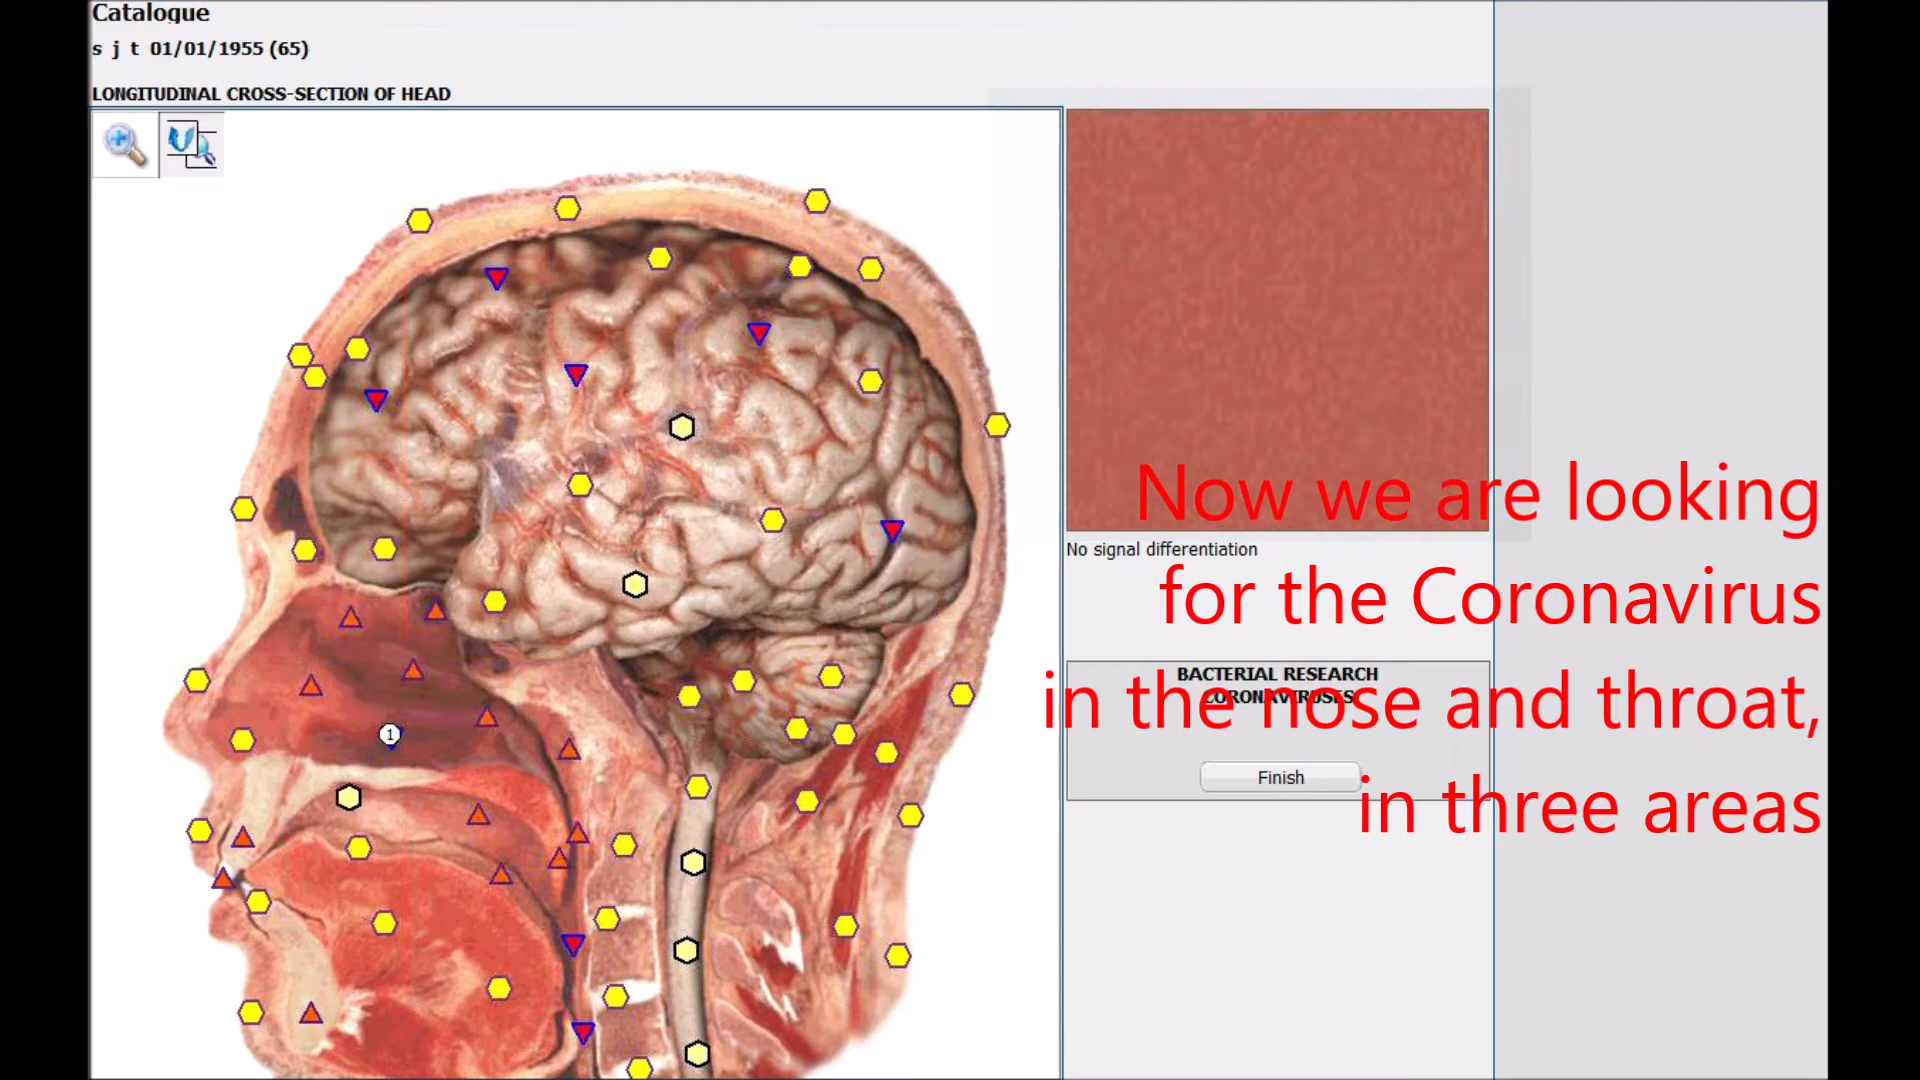 Catalogue
s j t 01/01/1955 (65)
LONGITUDINAL CROSS-SECTION OF HEAD
1
No signal differentiation
BACTERIAL RESEARCH
CORONAVIRUSES
Finish
Now we are looking
for the Coronavirus
in the nose and throat,
in three areas